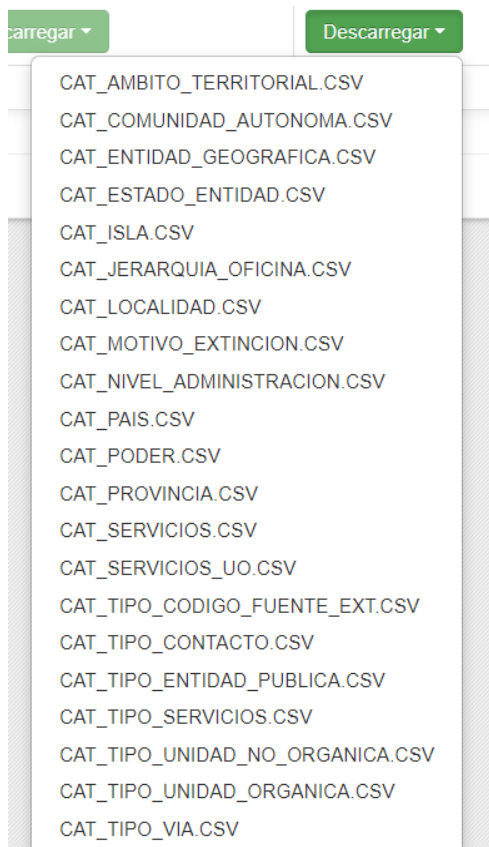 carregar
Descarregar
CAT_AMBITO_TERRITORIAL.CSV
CAT_COMUNIDAD_AUTONOMA.CSV
CAT_ENTIDAD_GEOGRAFICA.CSV
CAT_ESTADO_ENTIDAD.CSV
CAT_ISLA.CSV
CAT_JERARQUIA_OFICINA.CSV
CAT_LOCALIDAD.CSV
CAT_MOTIVO_EXTINCION.CSV
CAT_NIVEL_ADMINISTRACION.CSV
CAT_PAIS.CSV
CAT_PODER.CSV
CAT_PROVINCIA.CSV
CAT_SERVICIOS.CSV
CAT_SERVICIOS_UO.CSV
CAT_TIPO_CODIGO_FUENTE_EXT.CSV
CAT_TIPO_CONTACTO.CSV
CAT_TIPO_ENTIDAD_PUBLICA.CSV
CAT_TIPO_SERVICIOS.CSV
CAT_TIPO_UNIDAD_NO_ORGANICA.CSV
CAT_TIPO_UNIDAD_ORGANICA.CSV
CAT_TIPO_VIA.CSV